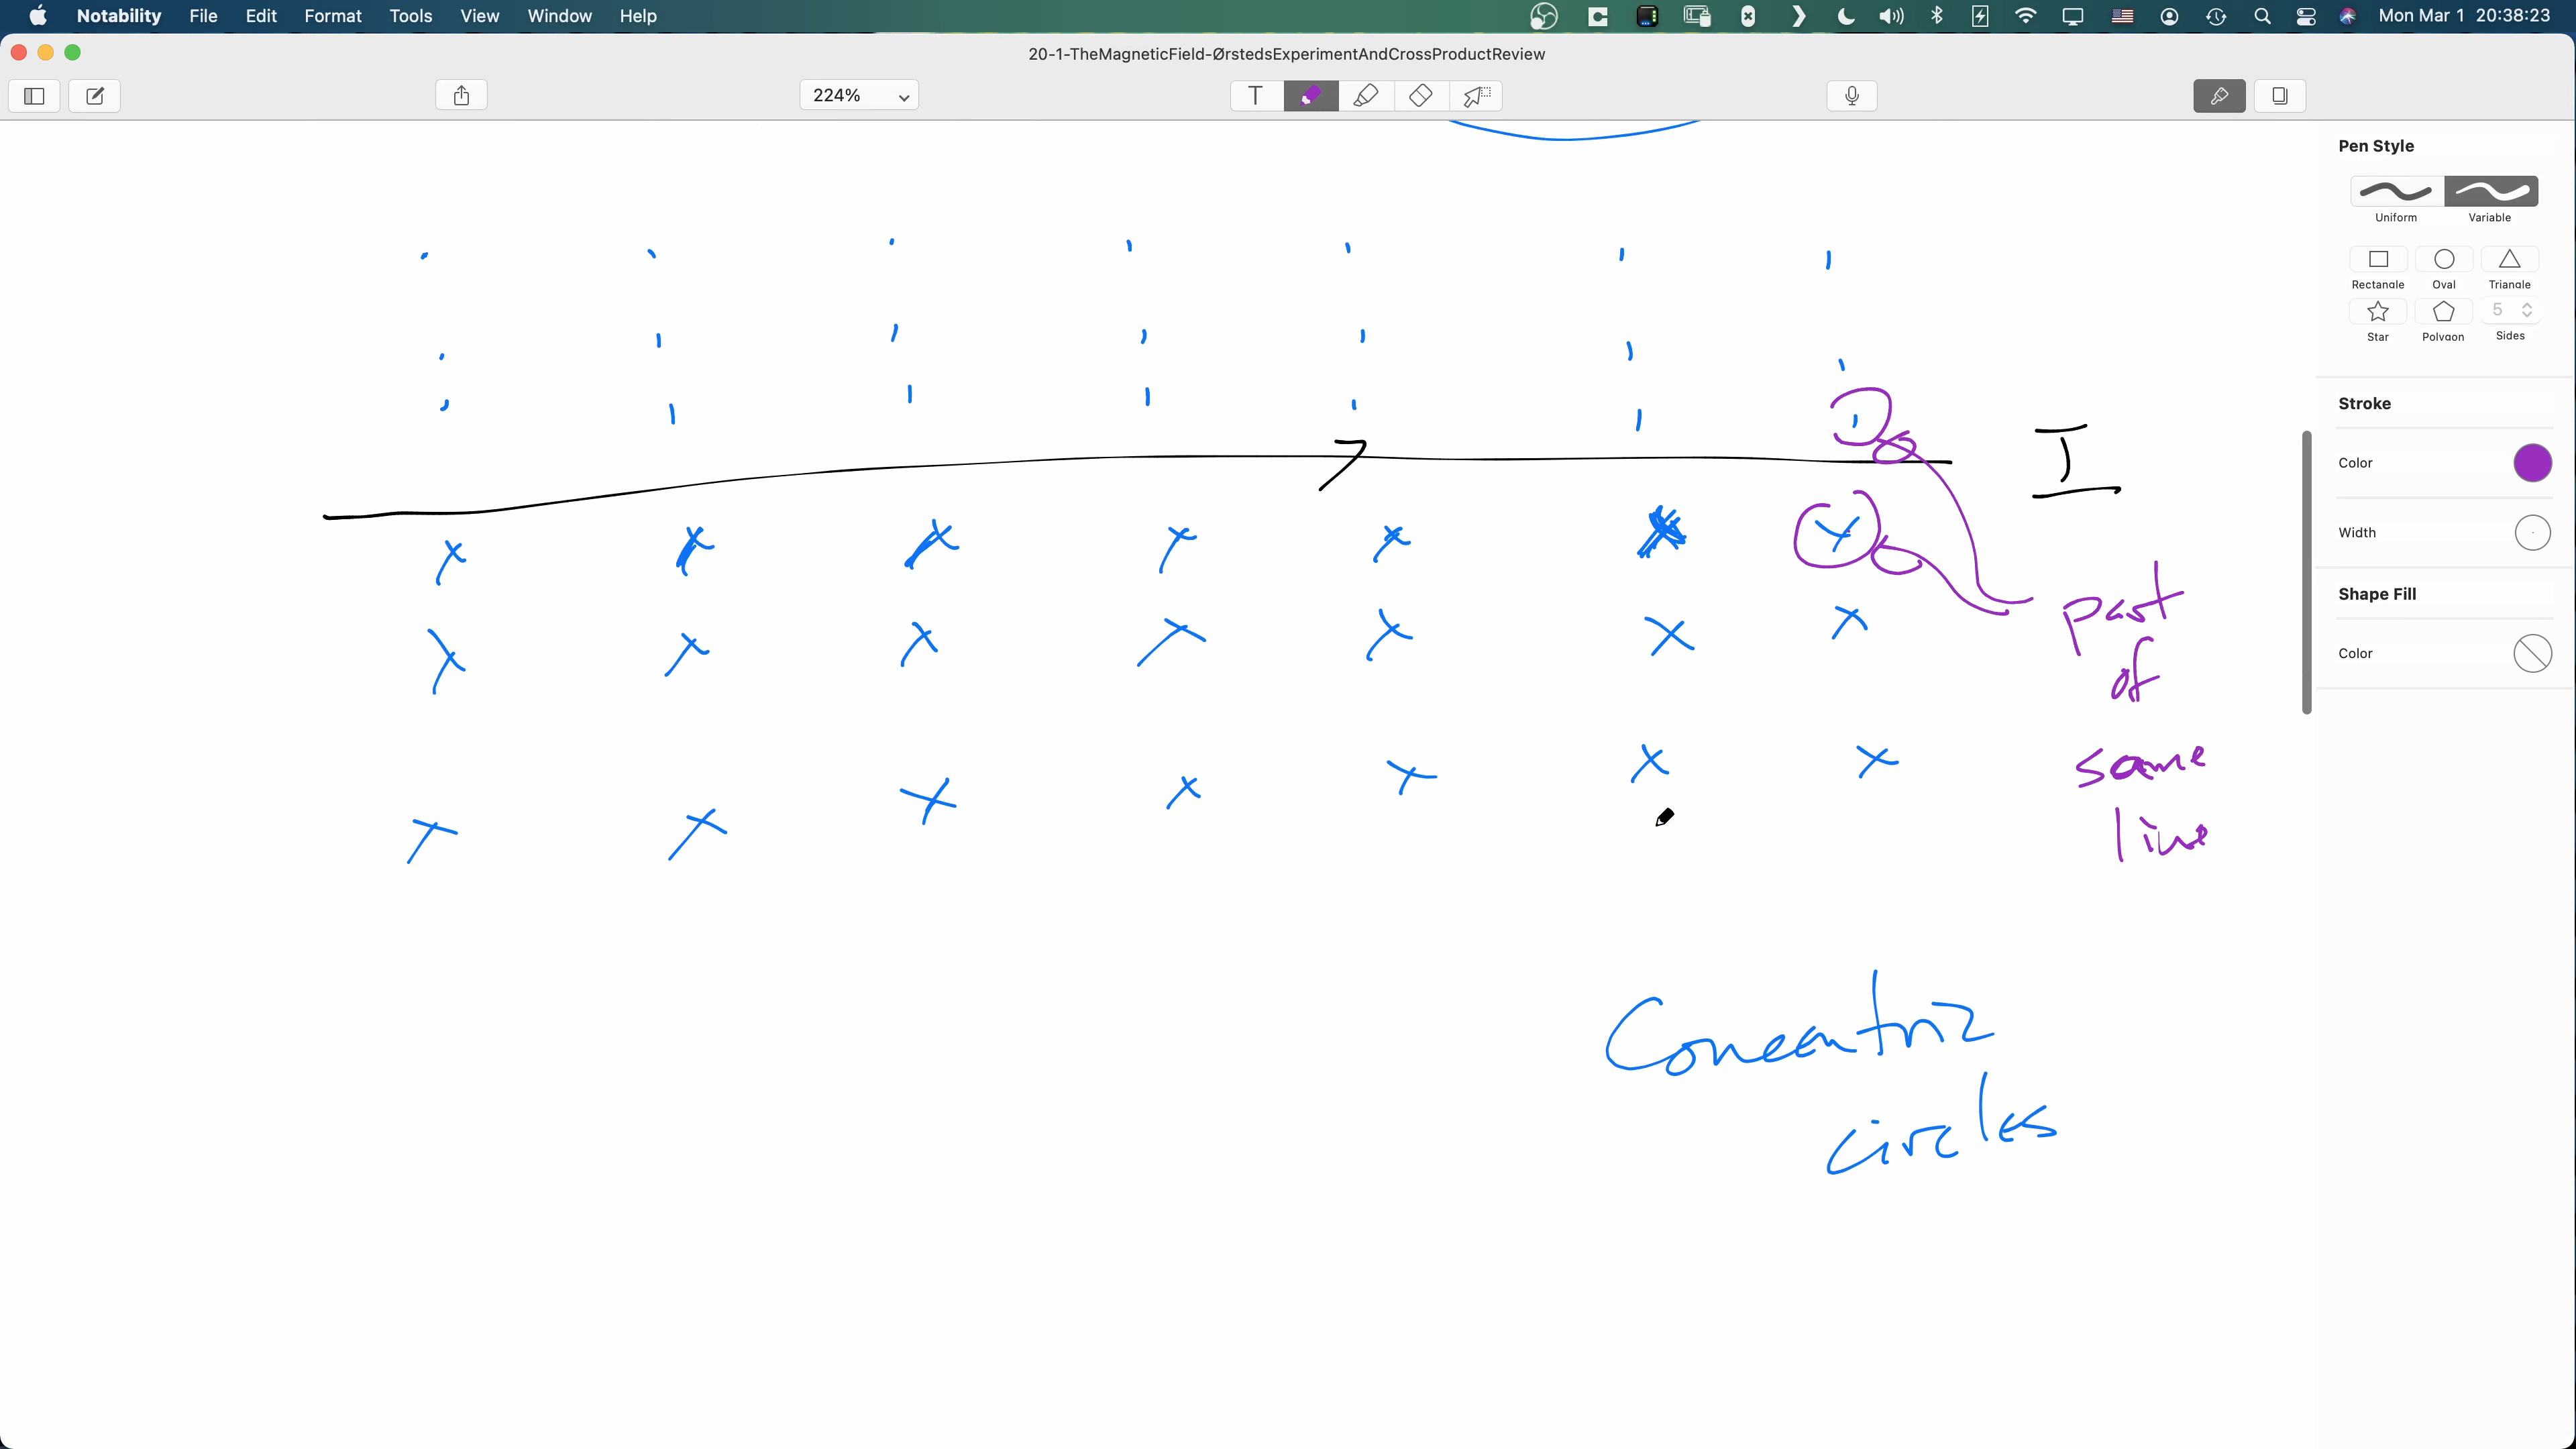 Notability File Edit Format Tools View Window Help Mon Mar 1 20:38:23
20-1-TheMagneticField-ØrstedsExperimentAndCrossProductReview
224% T
Pen Style
Uniform Variable
Rectangle Oval Triangle
5
Star Polygon Sides
Stroke
Color
Width
Shape Fill
Color
I
part
of
same
line
Concentric
circles